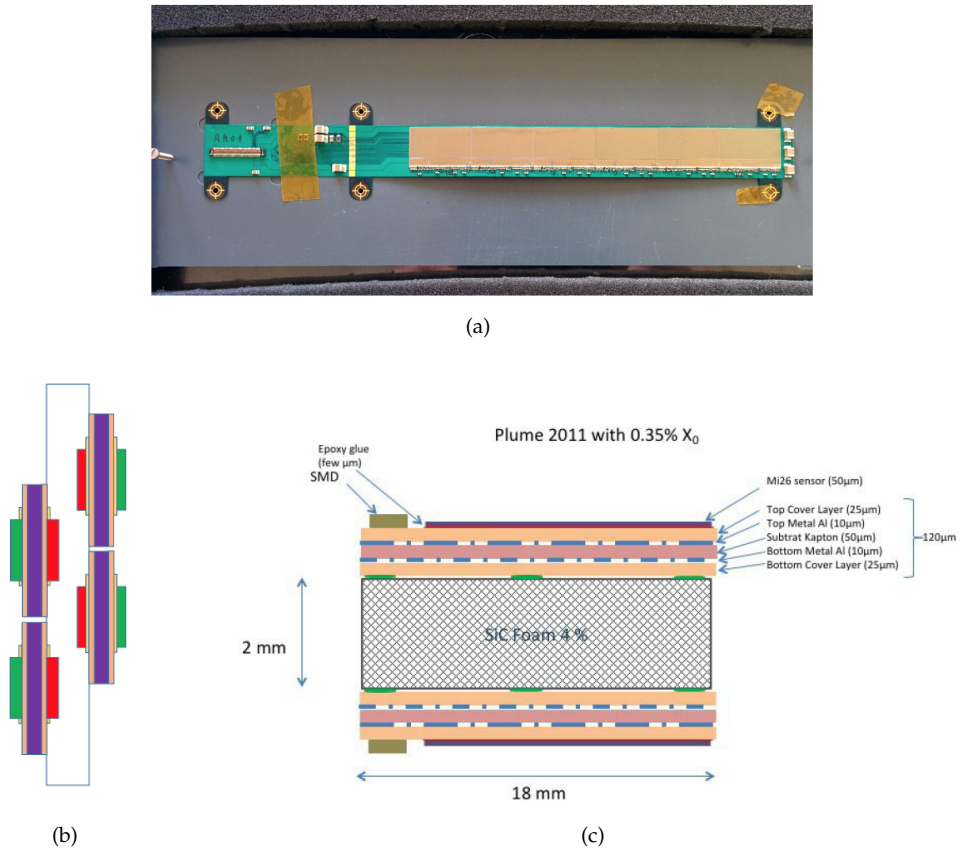 AA01
(a)
Plume 2011 with 0.35% X₀
Epoxy glue
(few µm)
SMD
Mi26 sensor (50µm)
Top Cover Layer (25µm)
Top Metal Al (10µm)
Subtrat Kapton (50µm)
Bottom Metal Al (10µm)
Bottom Cover Layer (25µm)
120µm
SiC Foam 4 %
2 mm
18 mm
(b)
(c)